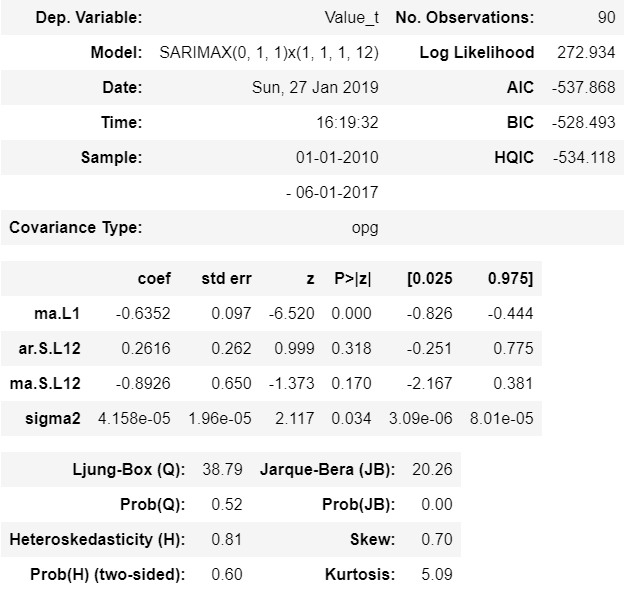 Dep. Variable: Value_t No. Observations: 90
Model: SARIMAX(0, 1, 1)x(1, 1, 1, 12) Log Likelihood 272.934
Date: Sun, 27 Jan 2019 AIC -537.868
Time: 16:19:32 BIC -528.493
Sample: 01-01-2010 HQIC -534.118
- 06-01-2017
Covariance Type: opg
coef std err z P>|z| [0.025 0.975]
ma.L1 -0.6352 0.097 -6.520 0.000 -0.826 -0.444
ar.S.L12 0.2616 0.262 0.999 0.318 -0.251 0.775
ma.S.L12 -0.8926 0.650 -1.373 0.170 -2.167 0.381
sigma2 4.158e-05 1.96e-05 2.117 0.034 3.09e-06 8.01e-05
Ljung-Box (Q): 38.79 Jarque-Bera (JB): 20.26
Prob(Q): 0.52 Prob(JB): 0.00
Heteroskedasticity (H): 0.81 Skew: 0.70
Prob(H) (two-sided): 0.60 Kurtosis: 5.09